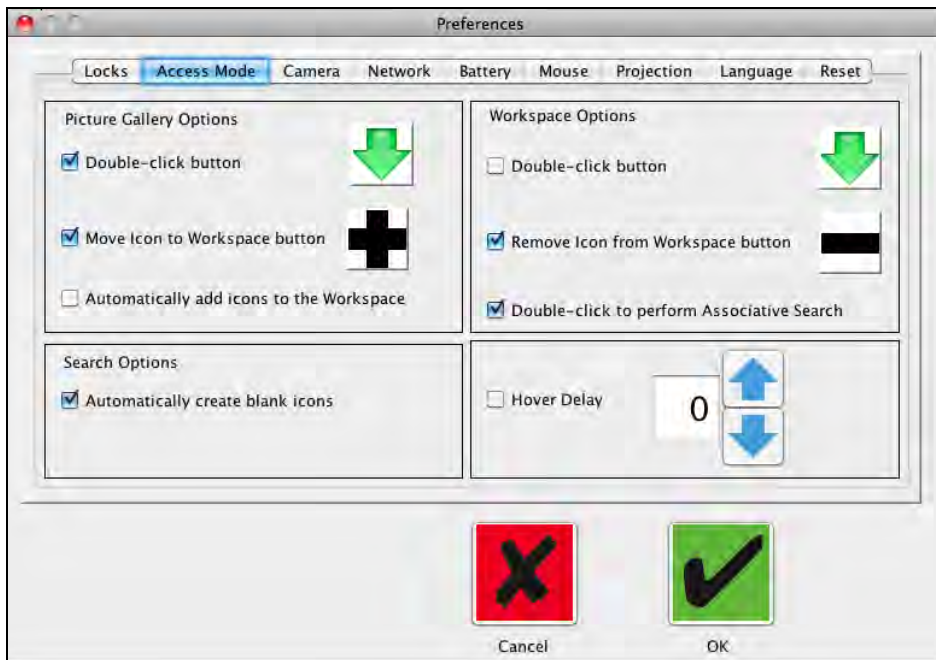 Preferences
Locks Access Mode Camera Network Battery Mouse Projection Language Reset
Picture Gallery Options
Double-click button
Move Icon to Workspace button
Automatically add icons to the Workspace
Workspace Options
Double-click button
Remove Icon from Workspace button
Double-click to perform Associative Search
Search Options
Automatically create blank icons
Hover Delay 0
Cancel OK